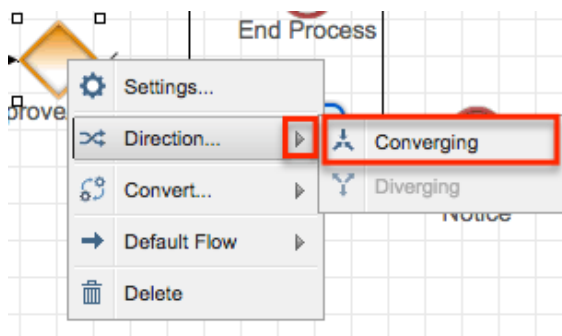 End Process
prove
Settings...
Direction...
Converging
Convert...
Diverging
Notice
Default Flow
Delete